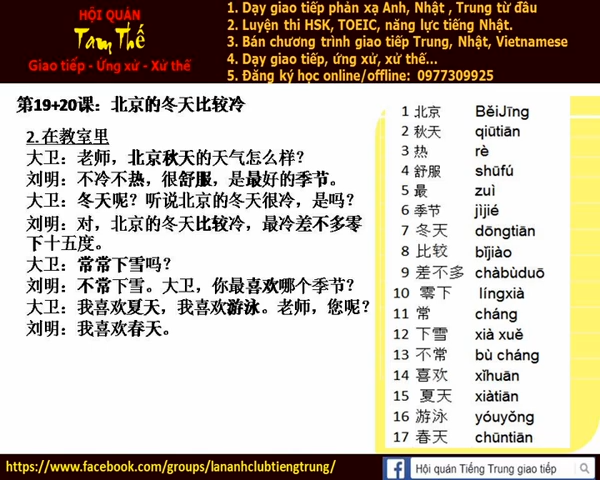 HỘI QUÁN
Tam Thế
Giao tiếp - Ứng xử - Xử thế
1. Dạy giao tiếp phản xạ Anh, Nhật , Trung từ đầu
2. Luyện thi HSK, TOEIC, năng lực tiếng Nhật.
3. Bán chương trình giao tiếp Trung, Nhật, Vietnamese
4. Dạy giao tiếp, ứng xử, xử thế...
5. Đăng ký học online/offline: 0977309925
第19+20课：北京的冬天比较冷
2. 在教室里
大卫：老师，北京秋天的天气怎么样？
刘明：不冷不热，很舒服，是最好的季节。
大卫：冬天呢？听说北京的冬天很冷，是吗？
刘明：对，北京的冬天比较冷，最冷差不多零
下十五度。
大卫：常常下雪吗？
刘明：不常下雪。大卫，你最喜欢哪个季节？
大卫：我喜欢夏天，我喜欢游泳。老师，您呢？
刘明：我喜欢春天。
1 北京 BěiJīng
2 秋天 qiūtiān
3 热 rè
4 舒服 shūfú
5 最 zuì
6 季节 jìjié
7 冬天 dōngtiān
8 比较 bǐjiào
9 差不多 chàbùduō
10 零下 língxià
11 常 cháng
12 下雪 xià xuě
13 不常 bù cháng
14 喜欢 xǐhuān
15 夏天 xiàtiān
16 游泳 yóuyǒng
17 春天 chūntiān
https://www.facebook.com/groups/lananhclubtiengtrung/
f Hội quán Tiếng Trung giao tiếp